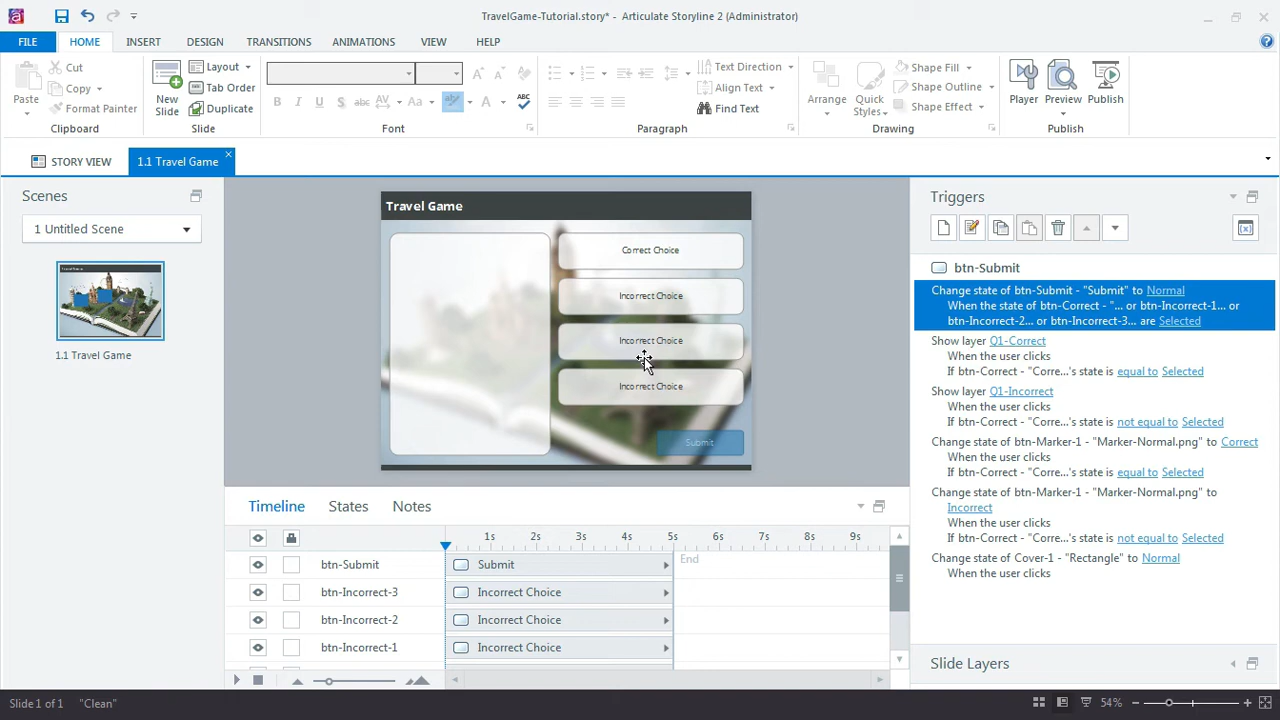 TravelGame-Tutorial.story* - Articulate Storyline 2 (Administrator)
FILE HOME INSERT DESIGN TRANSITIONS ANIMATIONS VIEW HELP
Paste
Cut
Copy
Format Painter
Clipboard
New Slide
Layout
Tab Order
Duplicate
Slide
B I U S abc AV Aa A ABC
Font
Text Direction
Align Text
Find Text
Paragraph
Arrange
Quick Styles
Shape Fill
Shape Outline
Shape Effect
Drawing
Player Preview Publish
Publish
STORY VIEW 1.1 Travel Game
Scenes
1 Untitled Scene
1.1 Travel Game
Travel Game
Correct Choice
Incorrect Choice
Incorrect Choice
Incorrect Choice
Submit
Timeline States Notes
1s 2s 3s 4s 5s 6s 7s 8s 9s
End
btn-Submit Submit
btn-Incorrect-3 Incorrect Choice
btn-Incorrect-2 Incorrect Choice
btn-Incorrect-1 Incorrect Choice
Triggers
btn-Submit
Change state of btn-Submit - "Submit" to Normal
When the state of btn-Correct - "... or btn-Incorrect-1... or
btn-Incorrect-2... or btn-Incorrect-3... are Selected
Show layer Q1-Correct
When the user clicks
If btn-Correct - "Corre...'s state is equal to Selected
Show layer Q1-Incorrect
When the user clicks
If btn-Correct - "Corre...'s state is not equal to Selected
Change state of btn-Marker-1 - "Marker-Normal.png" to Correct
When the user clicks
If btn-Correct - "Corre...'s state is equal to Selected
Change state of btn-Marker-1 - "Marker-Normal.png" to
Incorrect
When the user clicks
If btn-Correct - "Corre...'s state is not equal to Selected
Change state of Cover-1 - "Rectangle" to Normal
When the user clicks
Slide Layers
Slide 1 of 1 "Clean"
54%